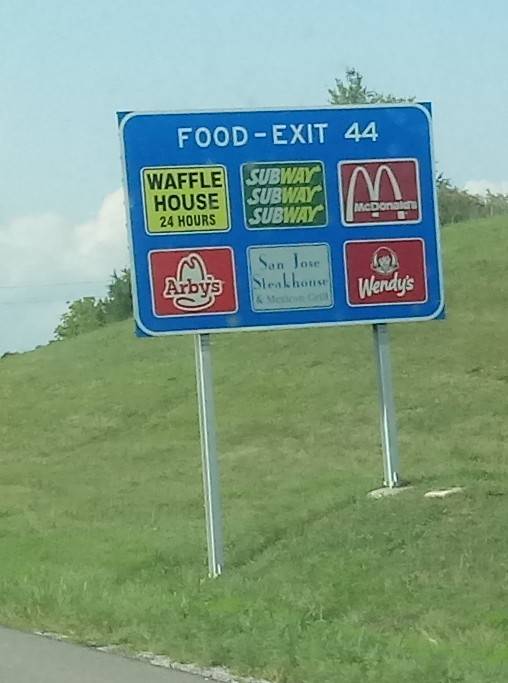 FOOD-EXIT 44
WAFFLE
HOUSE
24 HOURS
SUBWAY
SUBWAY
SUBWAY
McDonald's
Arby's
San Jose
Steakhouse
& Mexican Grill
Wendy's